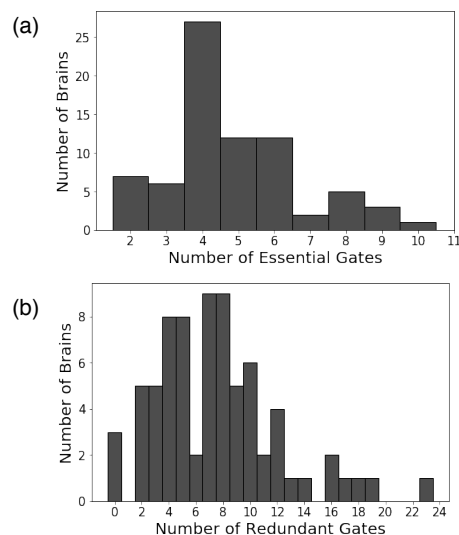 (a)
Number of Brains
25
20
15
10
5
0
2 3 4 5 6 7 8 9 10 11
Number of Essential Gates
(b)
Number of Brains
8
6
4
2
0
0 2 4 6 8 10 12 14 16 18 20 22 24
Number of Redundant Gates